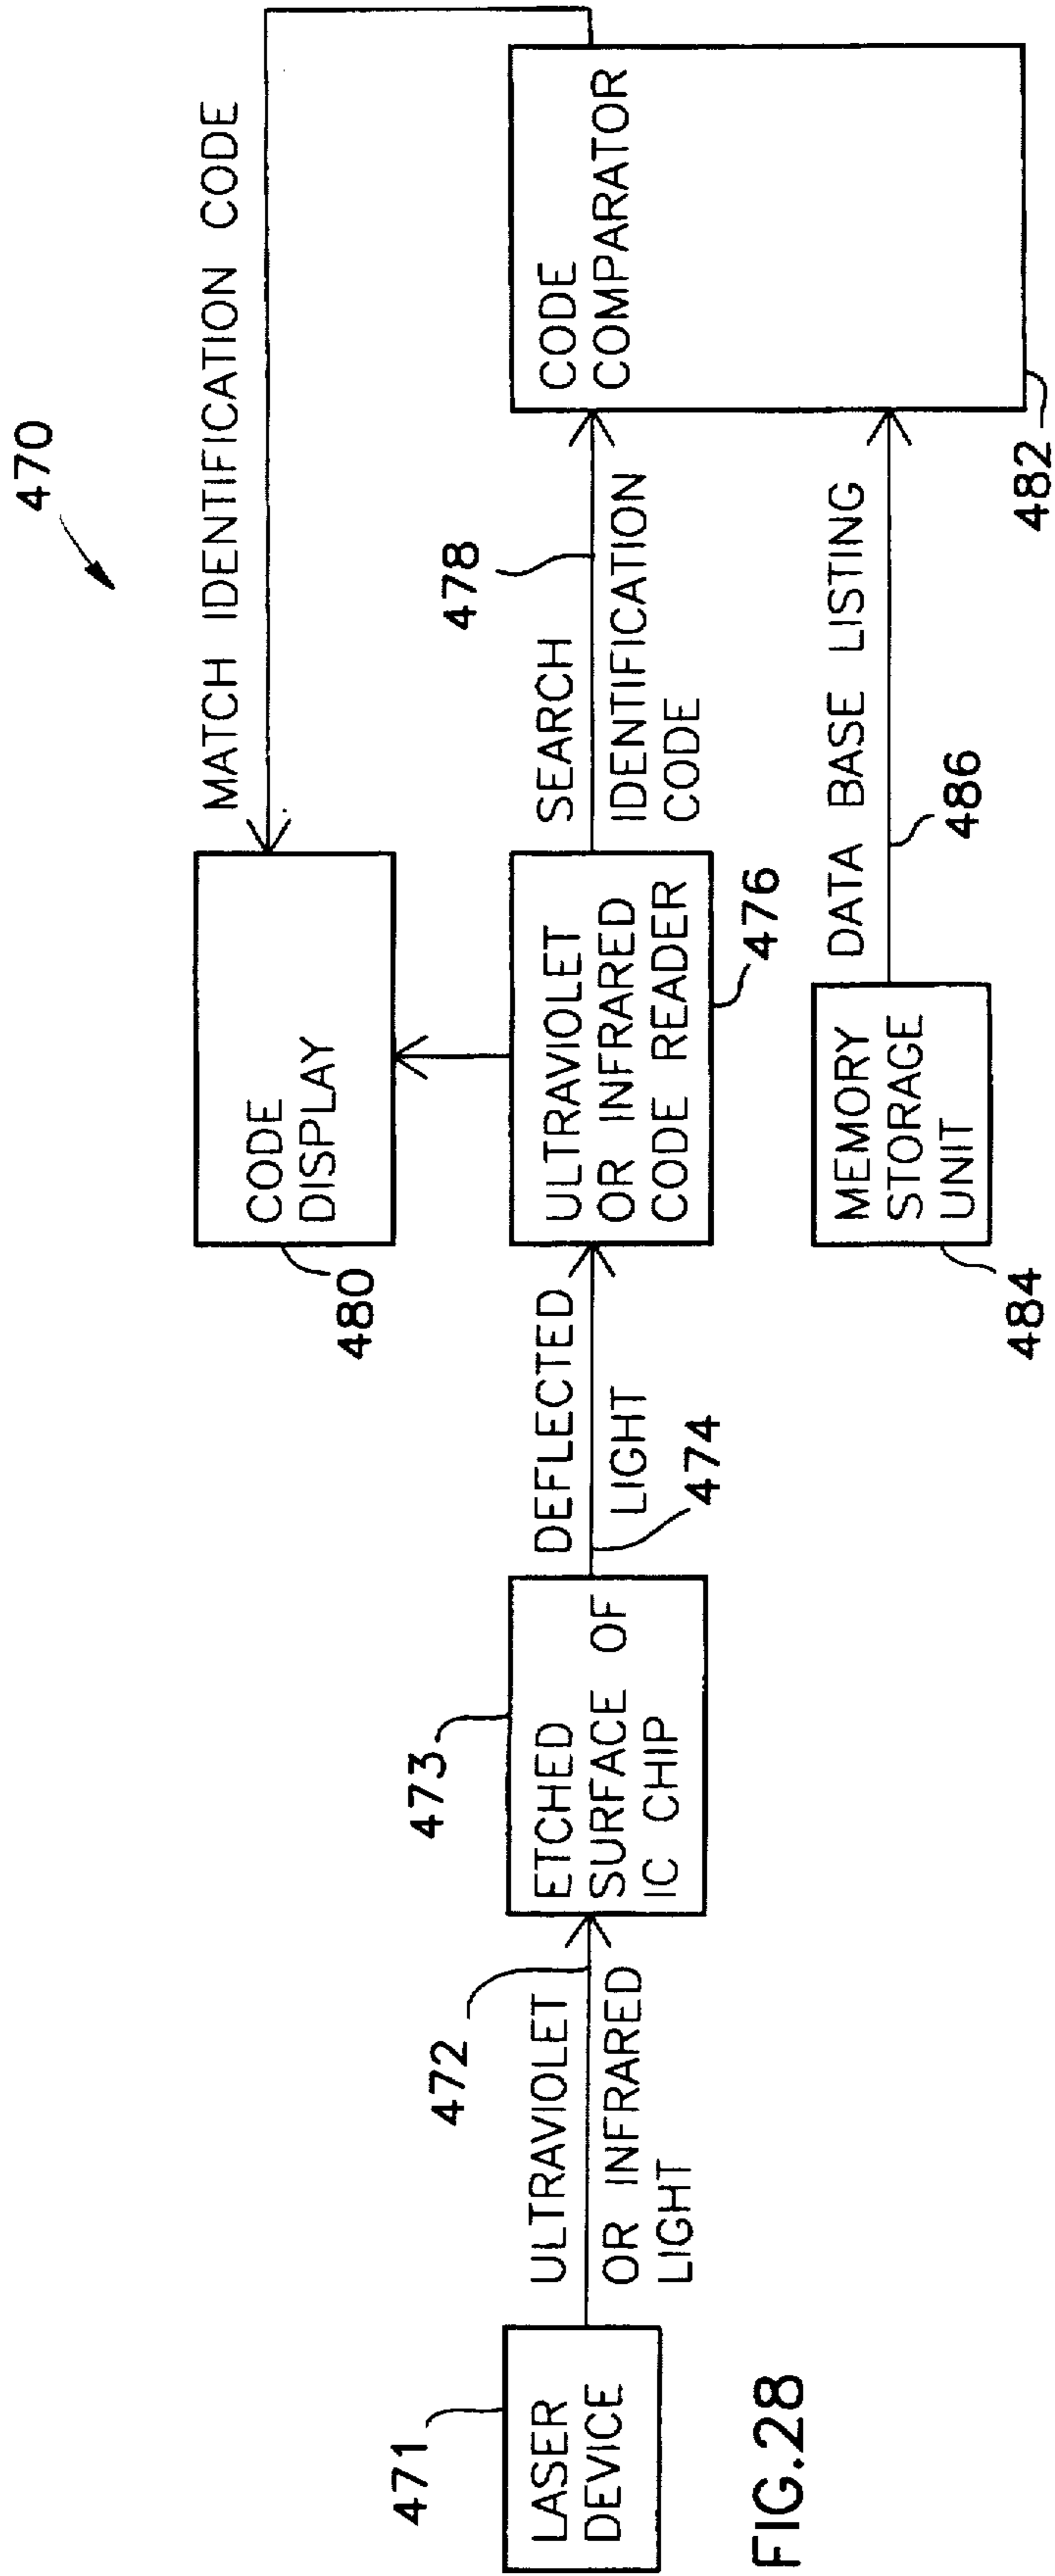 470
MATCH IDENTIFICATION CODE
CODE
DISPLAY
480
471
LASER
DEVICE
472
ULTRAVIOLET
OR INFRARED
LIGHT
473
ETCHED
SURFACE OF
IC CHIP
DEFLECTED
LIGHT
474
ULTRAVIOLET
OR INFRARED
CODE READER
476
478
SEARCH
IDENTIFICATION
CODE
CODE
COMPARATOR
482
MEMORY
STORAGE
UNIT
484
DATA BASE LISTING
486
FIG.28